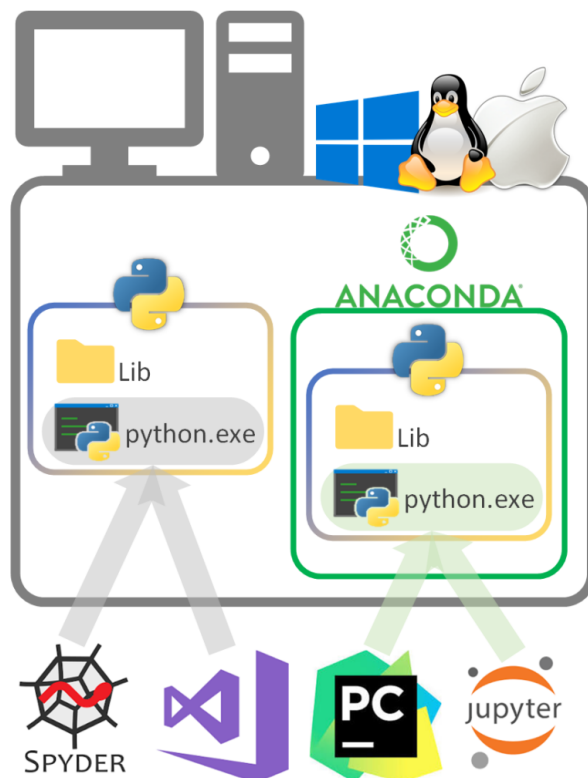 ANACONDA
Lib
python.exe
Lib
python.exe
SPYDER
PC
jupyter